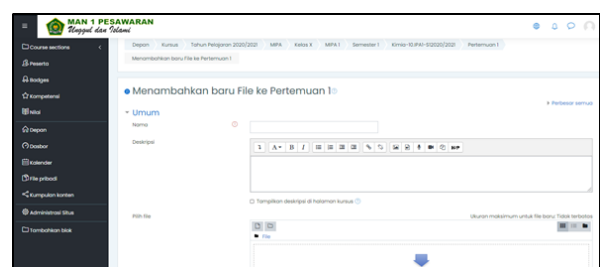 MAN 1 PESAWARAN
Unggul dan Islami
Course sections
Peserta
Badges
Kompetensi
Nilai
Depan
Dasbor
Kalender
File pribadi
Kumpulan konten
Administrasi Situs
Tambahkan blok
Depan Kursus Tahun Pelajaran 2020/2021 MIPA Kelas X MIPA 1 Semester 1 Pertemuan 1
Menambahkan baru File ke Pertemuan 1
Menambahkan baru File ke Pertemuan 1
Perbesar semua
Umum
Nama
Deskripsi
Tampilkan deskripsi di halaman kursus
Pilih file
Ukuran maksimum untuk file baru: Tidak terbatas
File